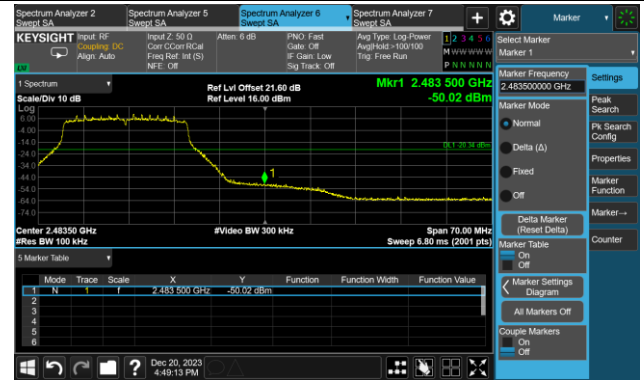 Spectrum Analyzer 2
Swept SA
Spectrum Analyzer 5
Swept SA
Spectrum Analyzer 6
Swept SA
Spectrum Analyzer 7
Swept SA
+
Marker
KEYSIGHT
Input: RF
Coupling: DC
Align: Auto
Input Z: 50 Ω
Corr CCorr RCal
Freq Ref: Int (S)
NFE: Off
Atten: 6 dB
PNO: Fast
Gate: Off
IF Gain: Low
Sig Track: Off
Avg Type: Log-Power
Avg|Hold:>100/100
Trig: Free Run
1 2 3 4 5 6
M W W W W W
P N N N N N
Select Marker
Marker 1
1 Spectrum
Scale/Div 10 dB
Log
Ref Lvl Offset 21.60 dB
Ref Level 16.00 dBm
Mkr1 2.483 500 GHz
-50.02 dBm
6.00
-4.00
-14.0
-24.0
-34.0
-44.0
-54.0
-64.0
-74.0
DL1 -20.34 dBm
1
Center 2.48350 GHz
#Res BW 100 kHz
#Video BW 300 kHz
Span 70.00 MHz
Sweep 6.80 ms (2001 pts)
5 Marker Table
Mode Trace Scale X Y Function Function Width Function Value
1 N 1 f 2.483 500 GHz -50.02 dBm
2
3
4
5
6
Marker Frequency
2.483500000 GHz
Marker Mode
Normal
Delta (Δ)
Fixed
Off
Delta Marker
(Reset Delta)
Marker Table
On
Off
Marker Settings
Diagram
All Markers Off
Couple Markers
On
Off
Settings
Peak
Search
Pk Search
Config
Properties
Marker
Function
Marker→
Counter
?
Dec 20, 2023
4:49:13 PM